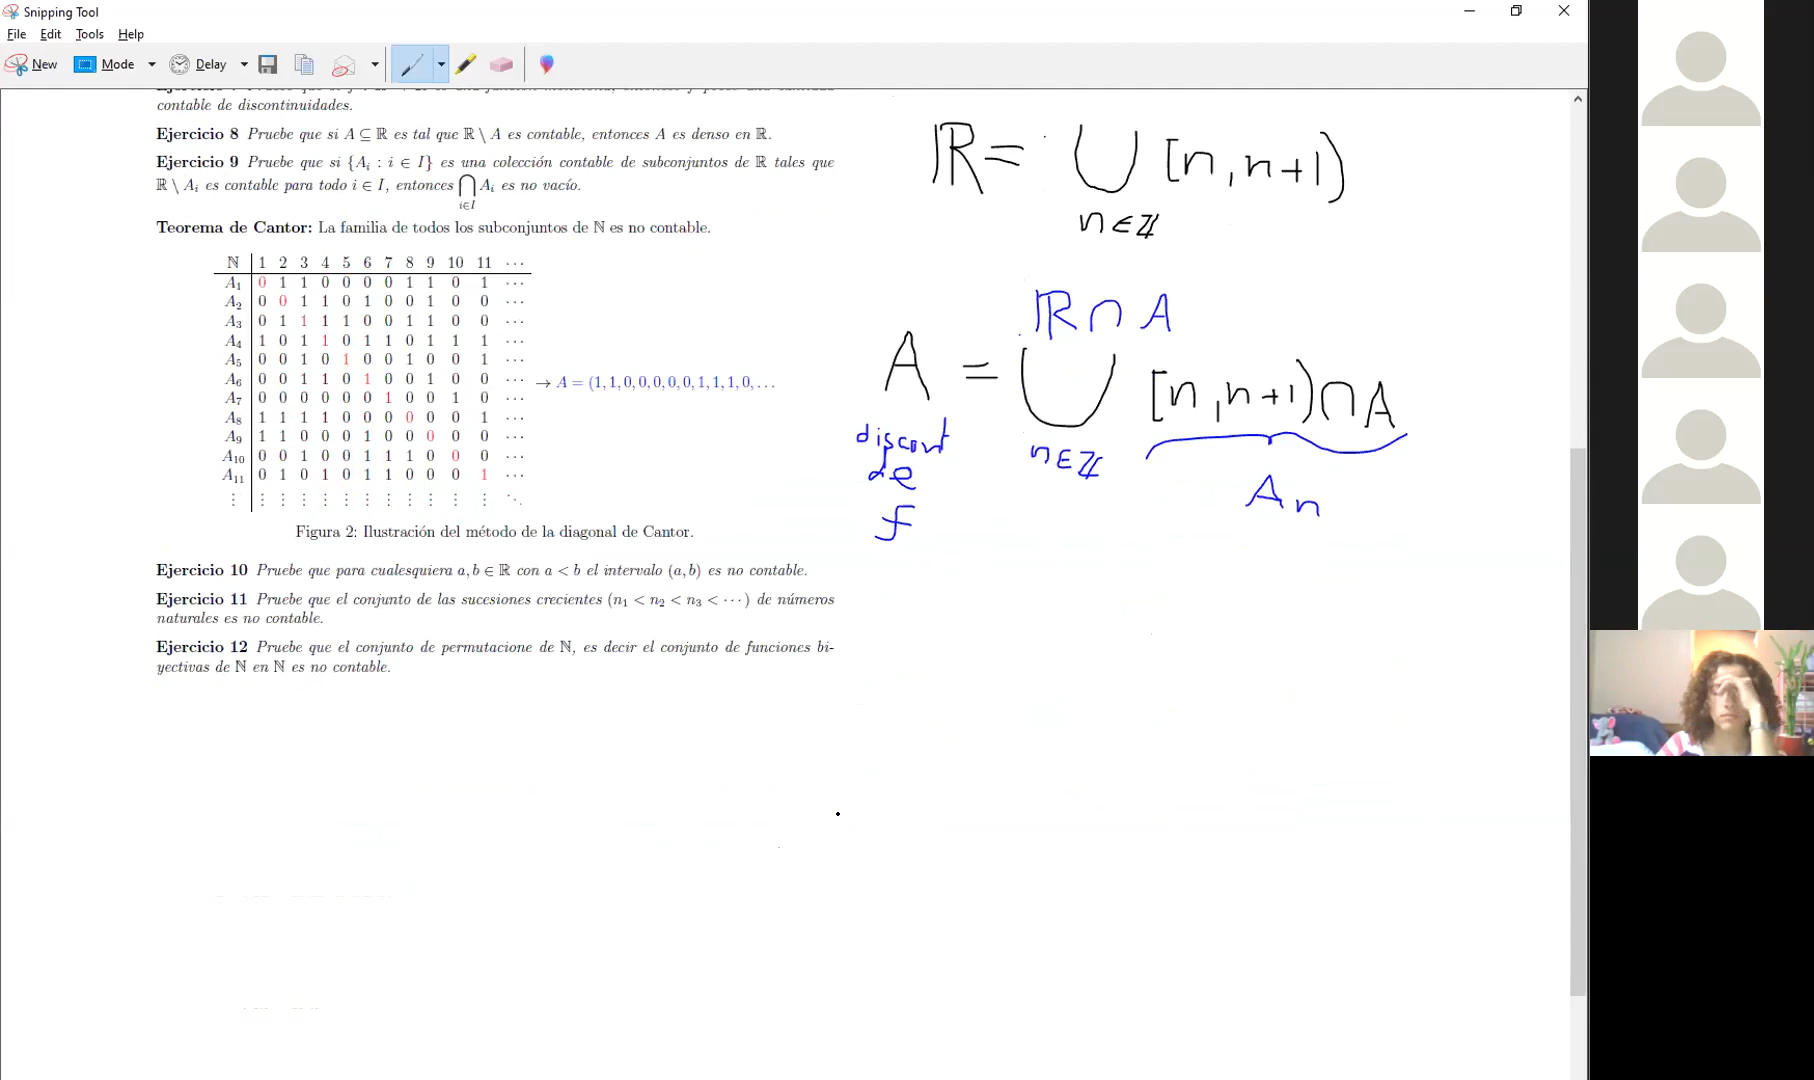 Snipping Tool
File Edit Tools Help
New Mode Delay
contable de discontinuidades.
Ejercicio 8 Pruebe que si A ⊆ ℝ es tal que ℝ \ A es contable, entonces A es denso en ℝ.
Ejercicio 9 Pruebe que si {A_i : i ∈ I} es una colección contable de subconjuntos de ℝ tales que
ℝ \ A_i es contable para todo i ∈ I, entonces ⋂_{i∈I} A_i es no vacío.
Teorema de Cantor: La familia de todos los subconjuntos de ℕ es no contable.
ℕ 1 2 3 4 5 6 7 8 9 10 11 ⋯
A₁ 0 1 1 0 0 0 0 1 1 0 1 ⋯
A₂ 0 0 1 1 0 1 0 0 1 0 0 ⋯
A₃ 0 1 1 1 1 0 0 1 1 0 0 ⋯
A₄ 1 0 1 1 0 1 1 0 1 1 1 ⋯
A₅ 0 0 1 0 1 0 0 1 0 0 1 ⋯
A₆ 0 0 1 1 0 1 0 0 1 0 0 ⋯ → A = (1, 1, 0, 0, 0, 0, 0, 1, 1, 1, 0, …
A₇ 0 0 0 0 0 0 1 0 0 1 0 ⋯
A₈ 1 1 1 1 0 0 0 0 0 0 1 ⋯
A₉ 1 1 0 0 0 1 0 0 0 0 0 ⋯
A₁₀ 0 0 1 0 0 1 1 1 0 0 0 ⋯
A₁₁ 0 1 0 1 0 1 1 0 0 0 1 ⋯
⋮ ⋮ ⋮ ⋮ ⋮ ⋮ ⋮ ⋮ ⋮ ⋮ ⋮ ⋮ ⋱
Figura 2: Ilustración del método de la diagonal de Cantor.
Ejercicio 10 Pruebe que para cualesquiera a, b ∈ ℝ con a < b el intervalo (a, b) es no contable.
Ejercicio 11 Pruebe que el conjunto de las sucesiones crecientes (n₁ < n₂ < n₃ < ⋯) de números
naturales es no contable.
Ejercicio 12 Pruebe que el conjunto de permutacione de ℕ, es decir el conjunto de funciones bi-
yectivas de ℕ en ℕ es no contable.
ℝ = ⋃ [n, n+1)
n∈ℤ
ℝ ∩ A
A = ⋃ [n, n+1) ∩ A
n∈ℤ
discont
de
f
An